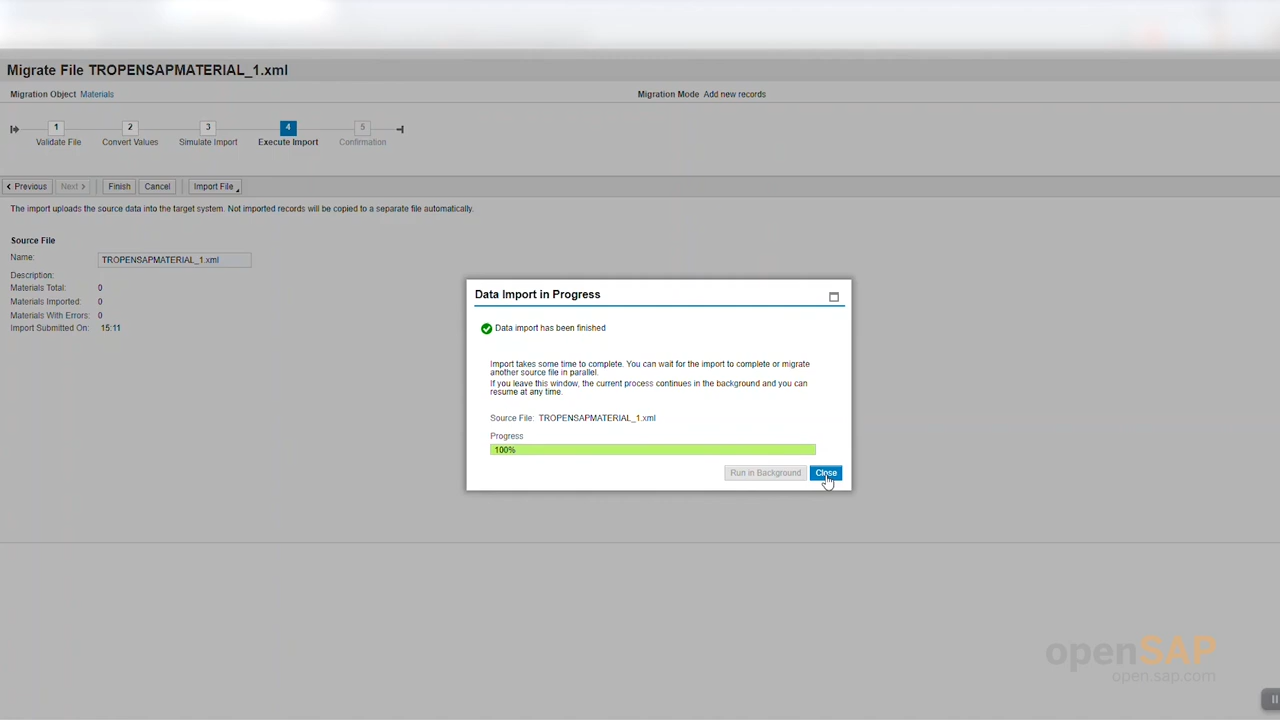 Migrate File TROPENSAPMATERIAL_1.xml
Migration Object Materials
Migration Mode Add new records
1 2 3 4 5
Validate File Convert Values Simulate Import Execute Import Confirmation
Previous Next Finish Cancel Import File
The import uploads the source data into the target system. Not imported records will be copied to a separate file automatically.
Source File
Name: TROPENSAPMATERIAL_1.xml
Description:
Materials Total: 0
Materials Imported: 0
Materials With Errors: 0
Import Submitted On: 15:11
Data Import in Progress
Data import has been finished
Import takes some time to complete. You can wait for the import to complete or migrate
another source file in parallel.
If you leave this window, the current process continues in the background and you can
resume at any time.
Source File: TROPENSAPMATERIAL_1.xml
Progress
100%
Run in Background Close
openSAP
open.sap.com